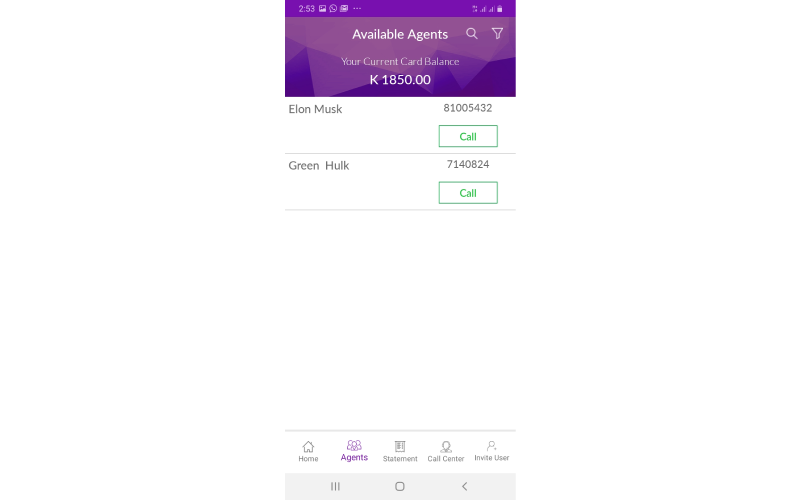 2:53
Available Agents
Your Current Card Balance
K 1850.00
Elon Musk 81005432
Call
Green Hulk 7140824
Call
Home Agents Statement Call Center Invite User